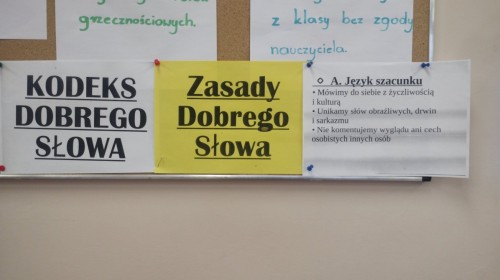 grzecznościowych.
z klasy bez zgody
nauczyciela.
KODEKS
DOBREGO
SŁOWA
Zasady
Dobrego
Słowa
A. Język szacunku
• Mówimy do siebie z życzliwością
i kulturą
• Unikamy słów obraźliwych, drwin
i sarkazmu
• Nie komentujemy wyglądu ani cech
osobistych innych osób